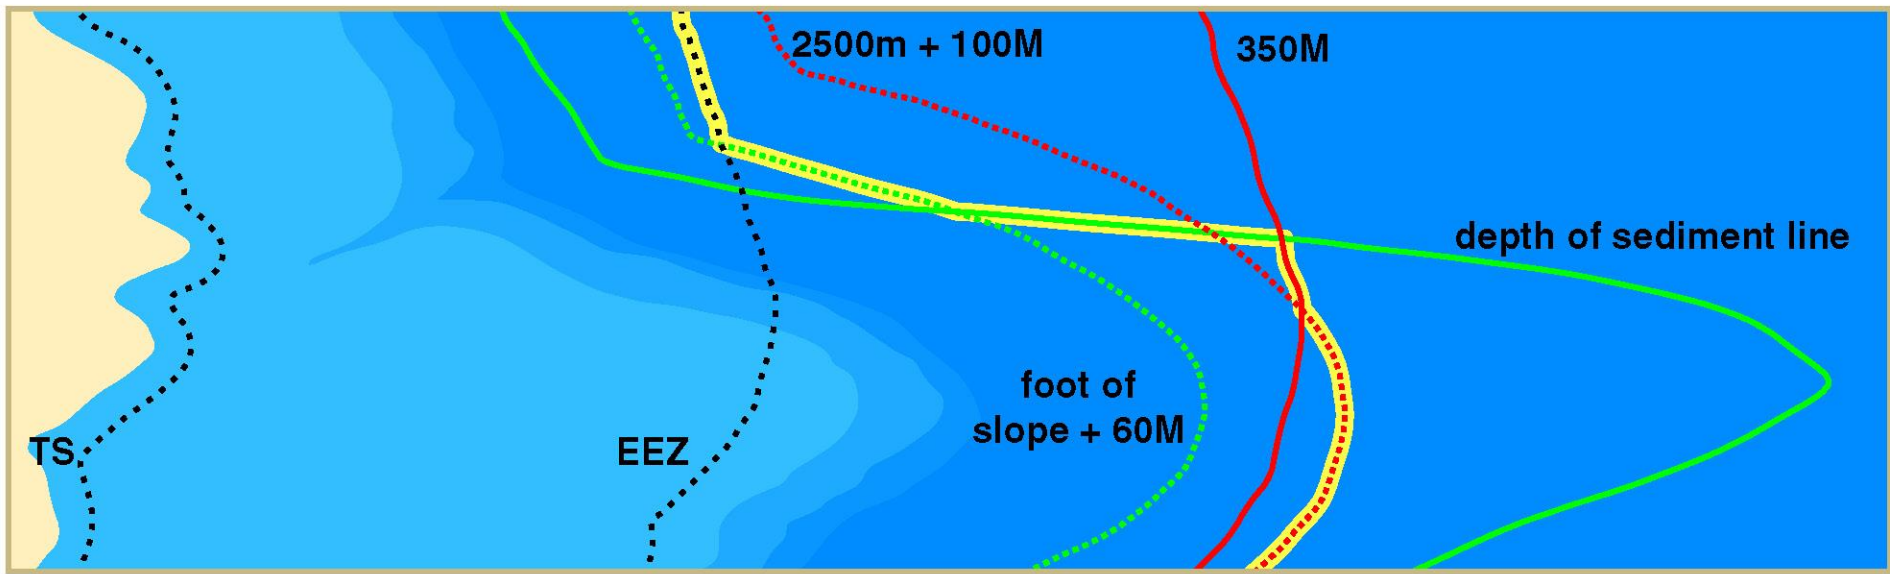 2500m + 100M
350M
depth of sediment line
foot of
slope + 60M
TS
EEZ